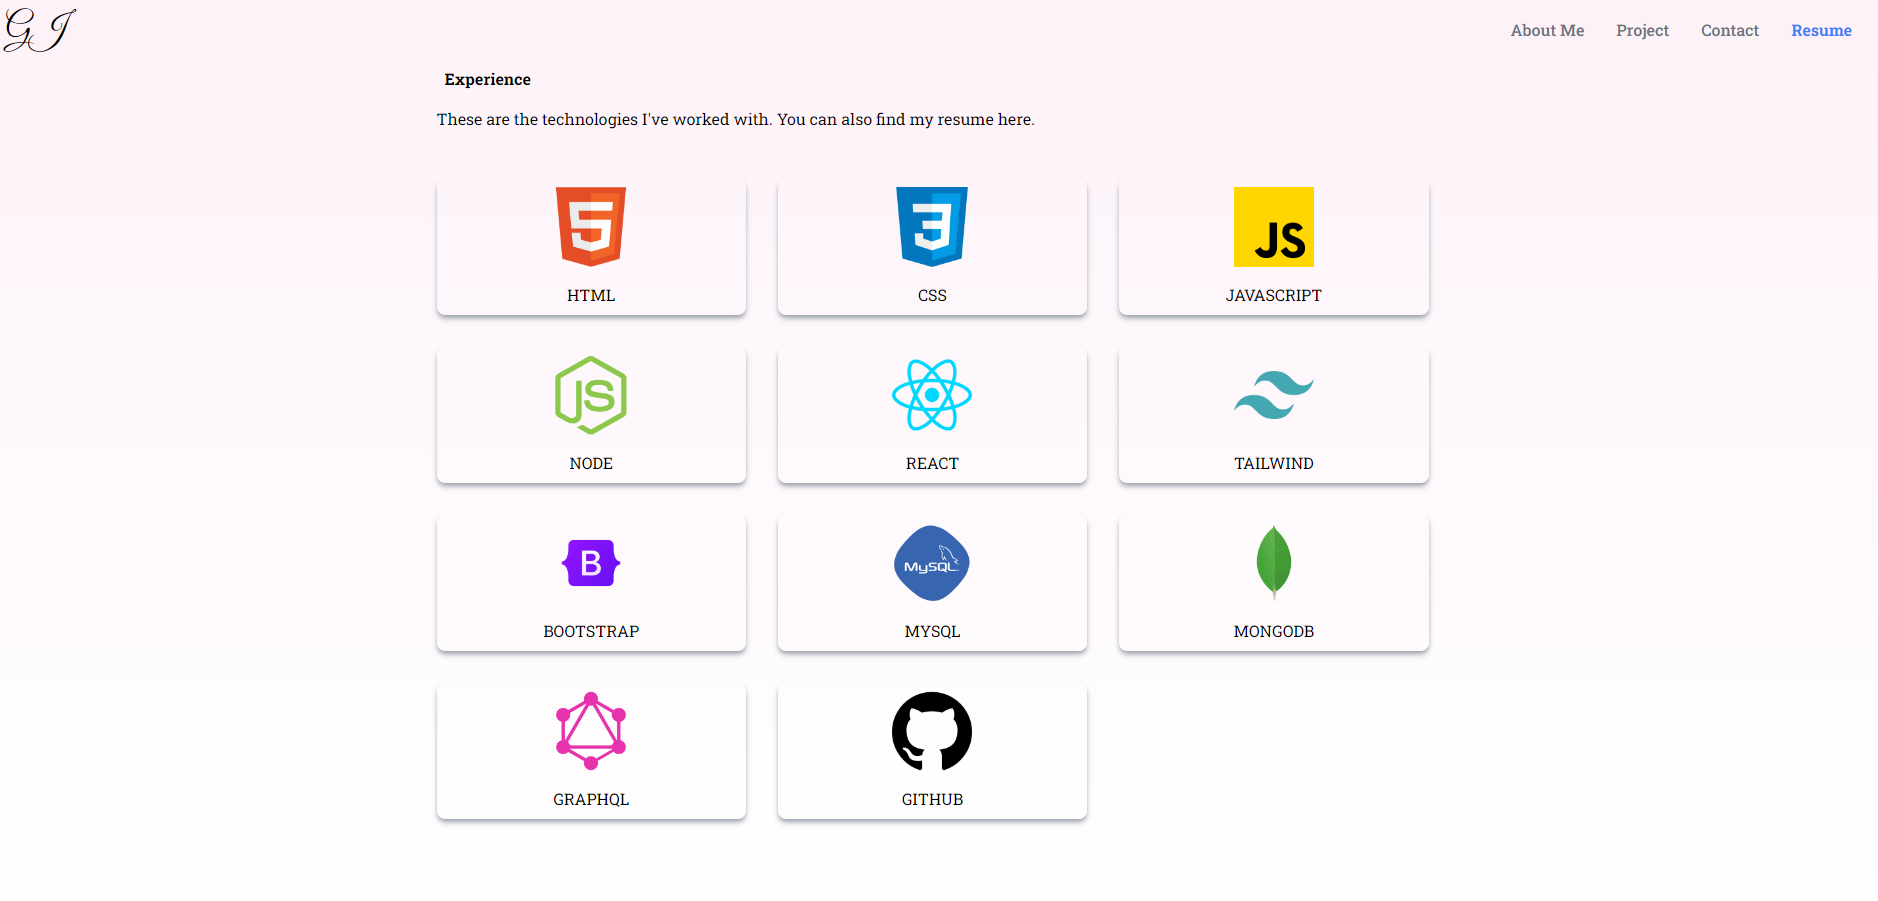 GJ
About Me Project Contact Resume
Experience
These are the technologies I've worked with. You can also find my resume here.
5 3 JS
HTML CSS JAVASCRIPT
JS
NODE REACT TAILWIND
B MySQL
BOOTSTRAP MYSQL MONGODB
GRAPHQL GITHUB